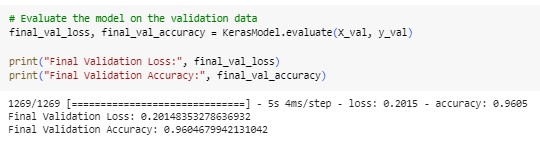 # Evaluate the model on the validation data
final_val_loss, final_val_accuracy = KerasModel.evaluate(X_val, y_val)
print("Final Validation Loss:", final_val_loss)
print("Final Validation Accuracy:", final_val_accuracy)
1269/1269 [==============================] - 5s 4ms/step - loss: 0.2015 - accuracy: 0.9605
Final Validation Loss: 0.20148353278636932
Final Validation Accuracy: 0.9604679942131042